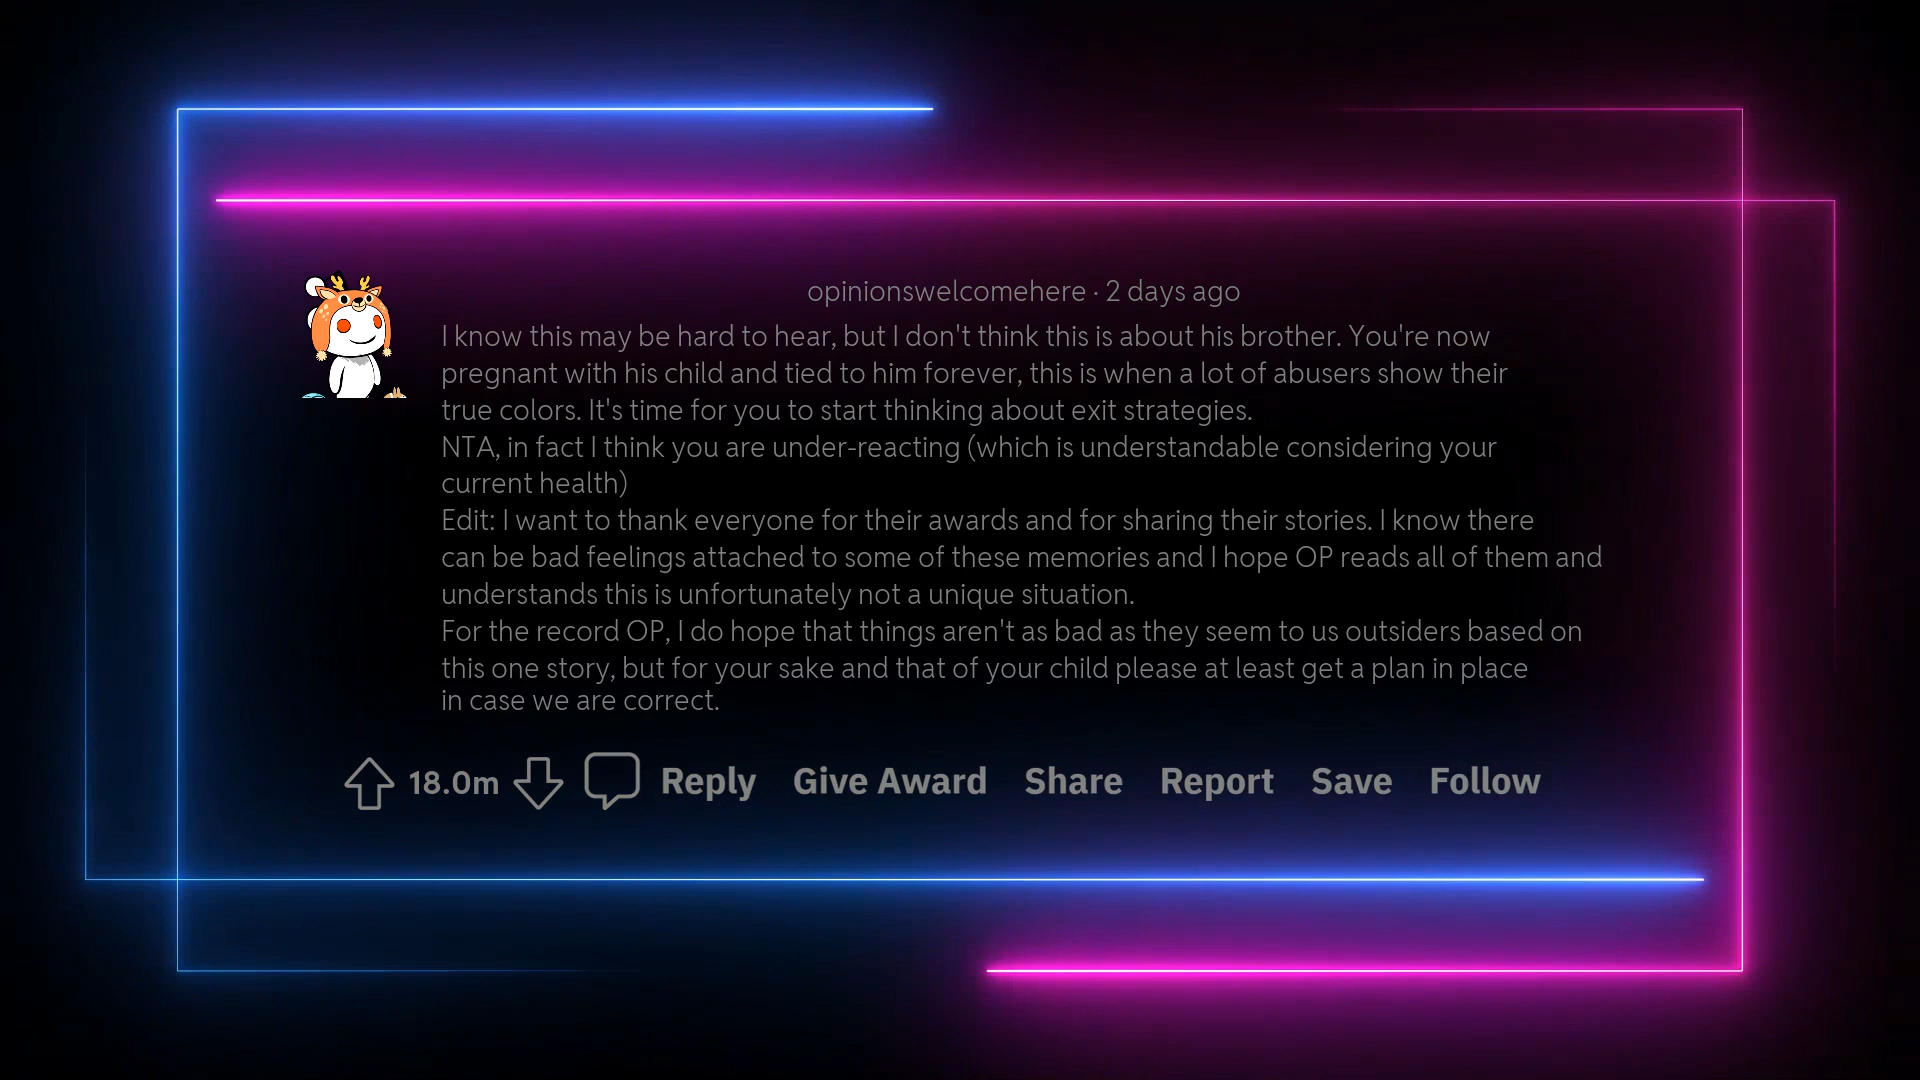 opinionswelcomehere · 2 days ago
I know this may be hard to hear, but I don't think this is about his brother. You're now
pregnant with his child and tied to him forever, this is when a lot of abusers show their
true colors. It's time for you to start thinking about exit strategies.
NTA, in fact I think you are under-reacting (which is understandable considering your
current health)
Edit: I want to thank everyone for their awards and for sharing their stories. I know there
can be bad feelings attached to some of these memories and I hope OP reads all of them and
understands this is unfortunately not a unique situation.
For the record OP, I do hope that things aren't as bad as they seem to us outsiders based on
this one story, but for your sake and that of your child please at least get a plan in place
in case we are correct.
18.0m Reply Give Award Share Report Save Follow